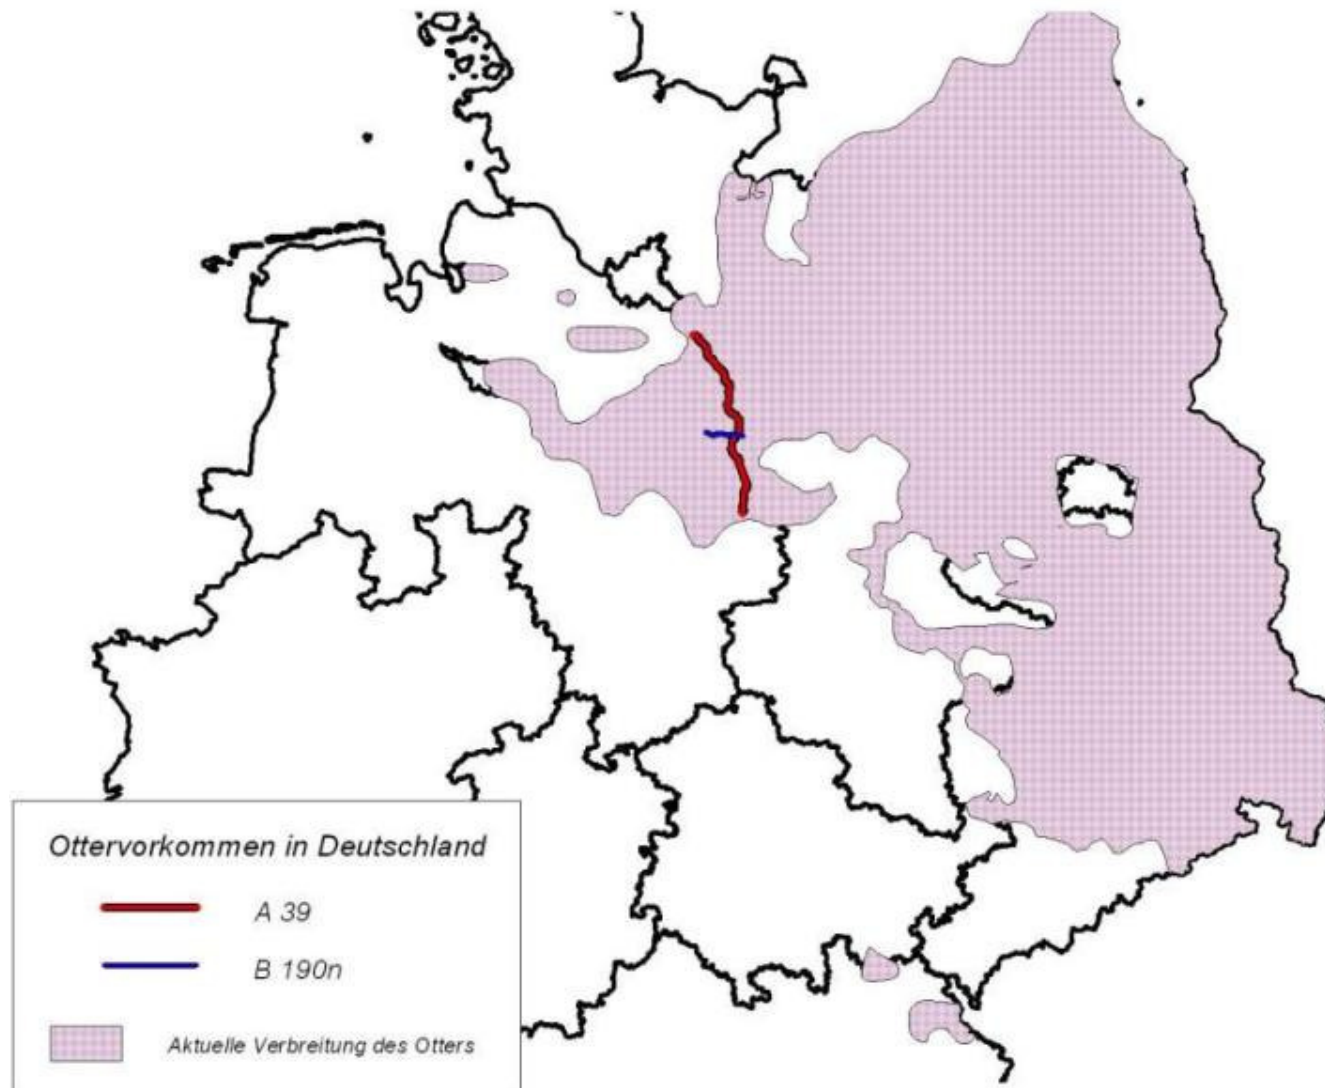 Ottervorkommen in Deutschland
A 39
B 190n
Aktuelle Verbreitung des Otters